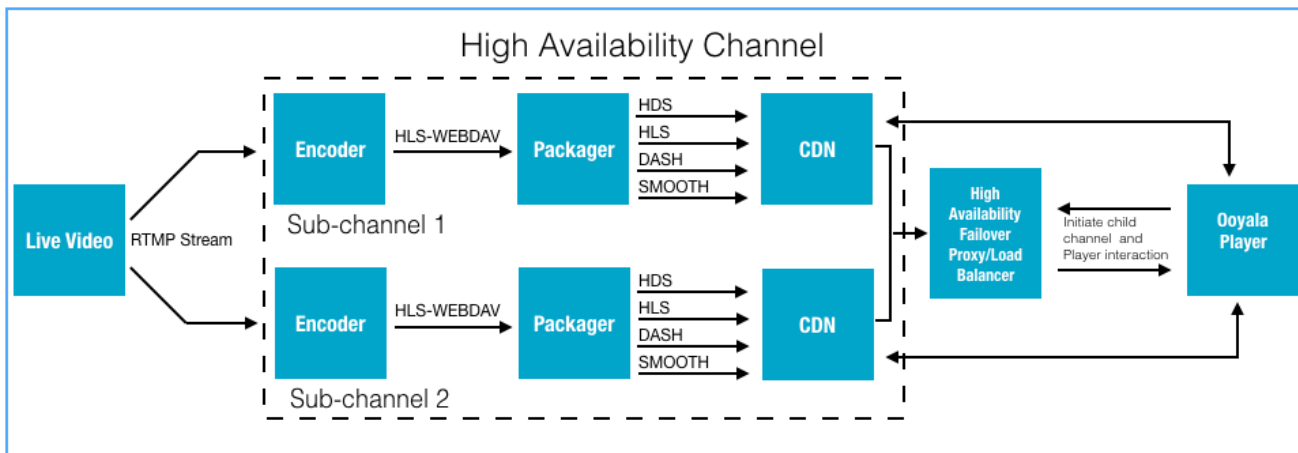 High Availability Channel
Live Video
RTMP Stream
Encoder
HLS-WEBDAV
Packager
HDS
HLS
DASH
SMOOTH
CDN
Sub-channel 1
Encoder
HLS-WEBDAV
Packager
HDS
HLS
DASH
SMOOTH
CDN
Sub-channel 2
High
Availability
Failover
Proxy/Load
Balancer
Initiate child
channel and
Player interaction
Ooyala
Player